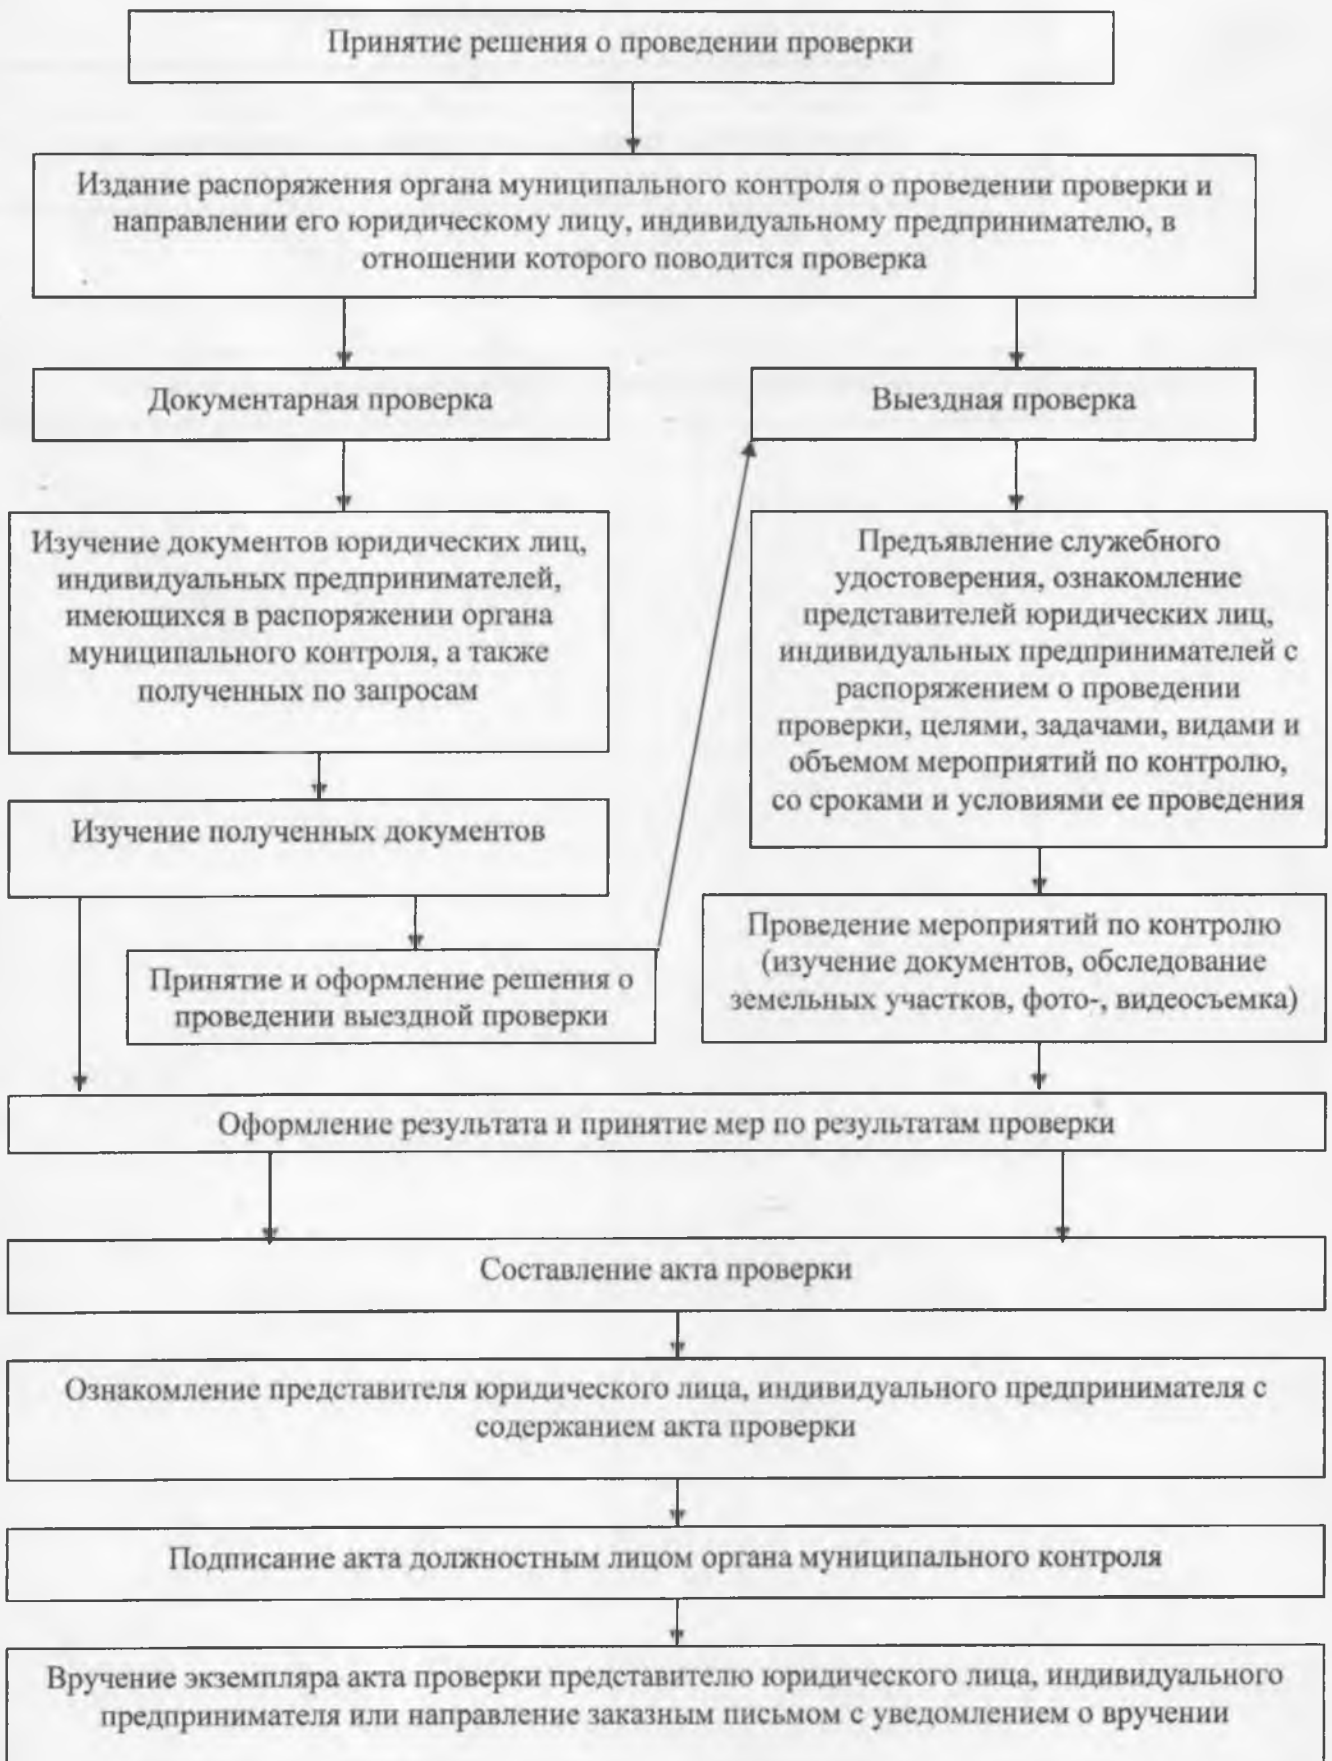 Принятие решения о проведении проверки
Издание распоряжения органа муниципального контроля о проведении проверки и
направлении его юридическому лицу, индивидуальному предпринимателю, в
отношении которого поводится проверка
Документарная проверка
Выездная проверка
Изучение документов юридических лиц,
индивидуальных предпринимателей,
имеющихся в распоряжении органа
муниципального контроля, а также
полученных по запросам
Предъявление служебного
удостоверения, ознакомление
представителей юридических лиц,
индивидуальных предпринимателей с
распоряжением о проведении
проверки, целями, задачами, видами и
объемом мероприятий по контролю,
со сроками и условиями ее проведения
Изучение полученных документов
Принятие и оформление решения о
проведении выездной проверки
Проведение мероприятий по контролю
(изучение документов, обследование
земельных участков, фото-, видеосъемка)
Оформление результата и принятие мер по результатам проверки
Составление акта проверки
Ознакомление представителя юридического лица, индивидуального предпринимателя с
содержанием акта проверки
Подписание акта должностным лицом органа муниципального контроля
Вручение экземпляра акта проверки представителю юридического лица, индивидуального
предпринимателя или направление заказным письмом с уведомлением о вручении